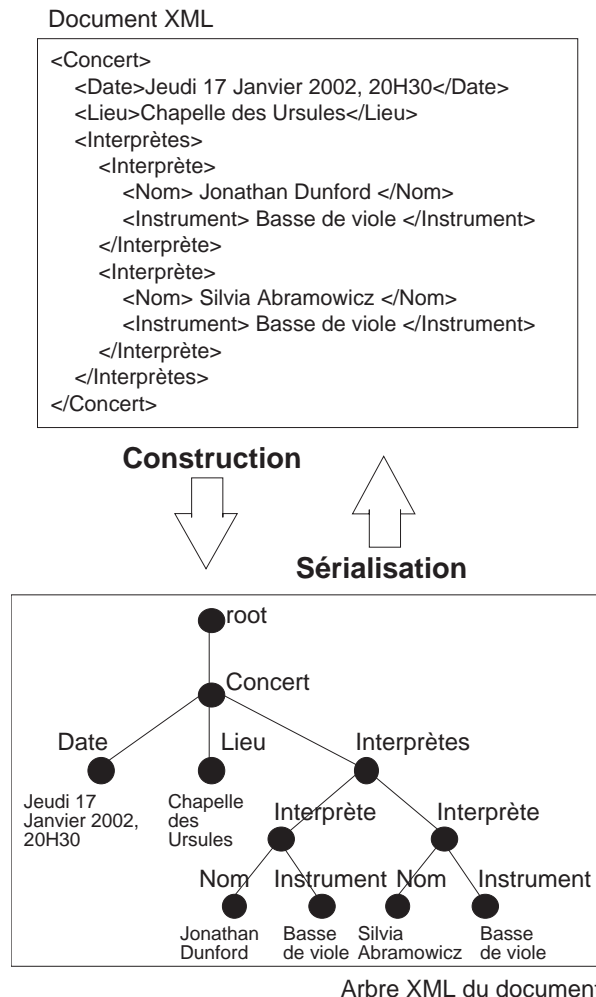 Document XML
<Concert>
<Date>Jeudi 17 Janvier 2002, 20H30</Date>
<Lieu>Chapelle des Ursules</Lieu>
<Interprètes>
<Interprète>
<Nom> Jonathan Dunford </Nom>
<Instrument> Basse de viole </Instrument>
</Interprète>
<Interprète>
<Nom> Silvia Abramowicz </Nom>
<Instrument> Basse de viole </Instrument>
</Interprète>
</Interprètes>
</Concert>
Construction
Sérialisation
root
Concert
Date
Lieu
Interprètes
Jeudi 17
Janvier 2002,
20H30
Chapelle
des
Ursules
Interprète
Interprète
Nom
Instrument
Nom
Instrument
Jonathan
Dunford
Basse
de viole
Silvia
Abramowicz
Basse
de viole
Arbre XML du document